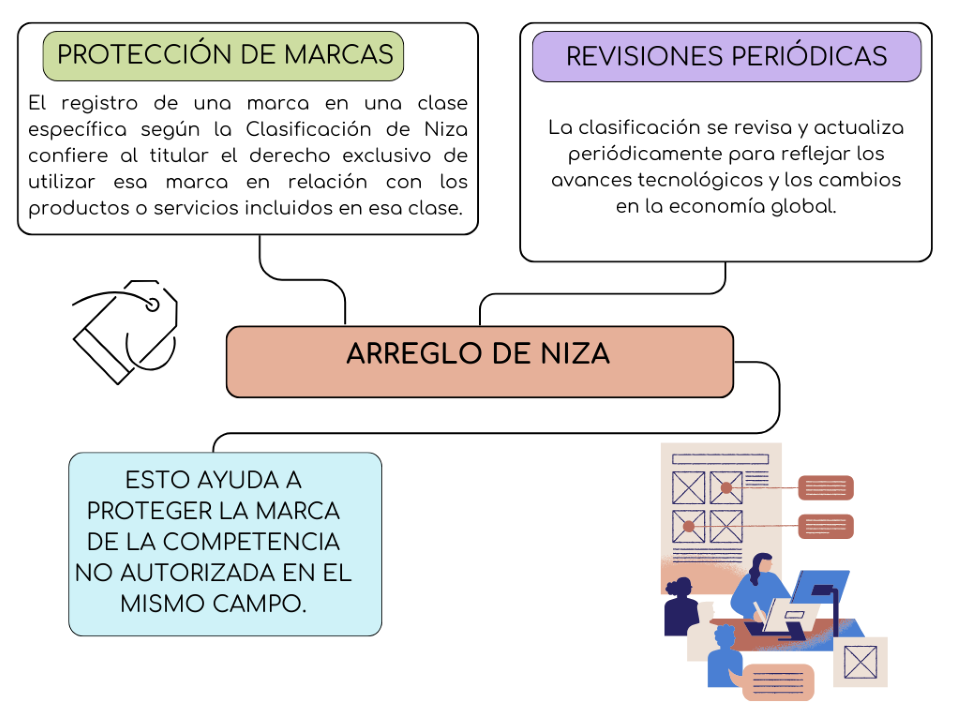 PROTECCIÓN DE MARCAS
El registro de una marca en una clase
específica según la Clasificación de Niza
confiere al titular el derecho exclusivo de
utilizar esa marca en relación con los
productos o servicios incluidos en esa clase.
REVISIONES PERIÓDICAS
La clasificación se revisa y actualiza
periódicamente para reflejar los
avances tecnológicos y los cambios
en la economía global.
ARREGLO DE NIZA
ESTO AYUDA A
PROTEGER LA MARCA
DE LA COMPETENCIA
NO AUTORIZADA EN EL
MISMO CAMPO.